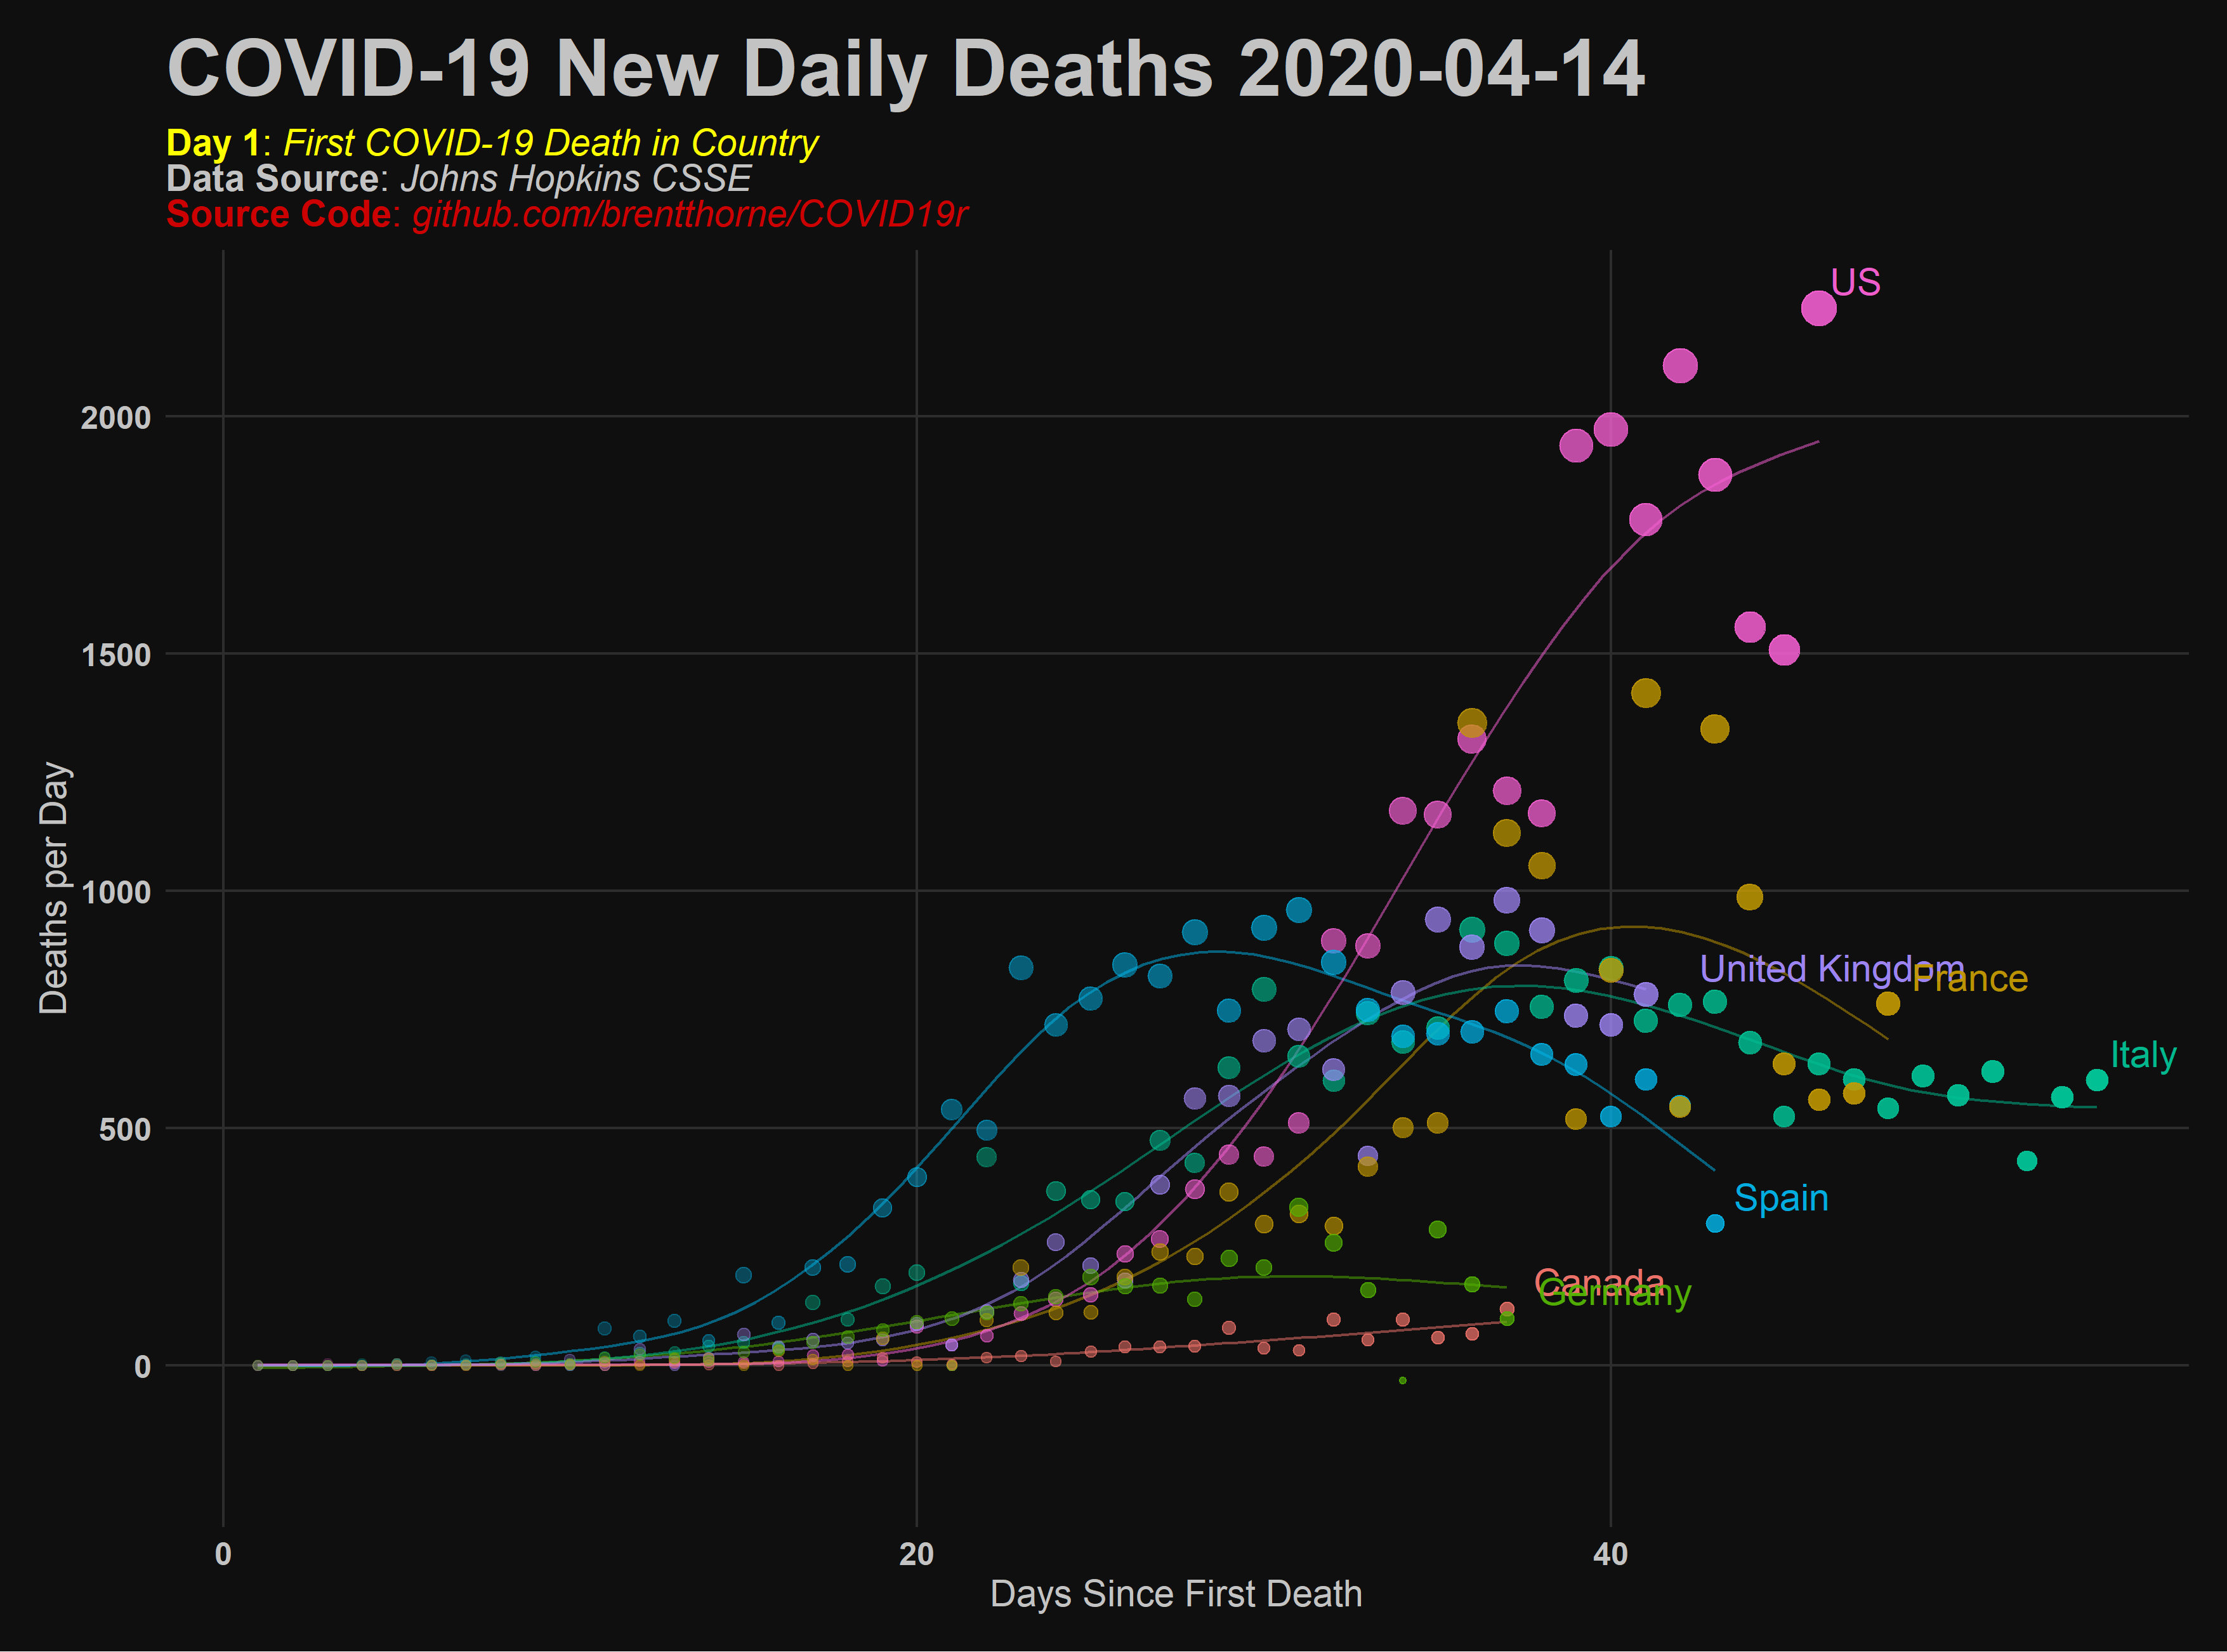 COVID-19 New Daily Deaths 2020-04-14
Day 1: First COVID-19 Death in Country
Data Source: Johns Hopkins CSSE
Source Code: github.com/brentthorne/COVID19r
US
2000
1500
Deaths per Day
1000
United Kingdom
France
Italy
500
Spain
Canada
Germany
0
0 20 40
Days Since First Death